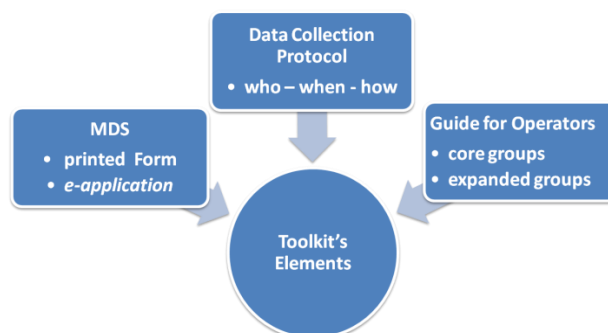 Data Collection
Protocol
• who – when - how
MDS
• printed Form
• e-application
Guide for Operators
• core groups
• expanded groups
Toolkit's
Elements